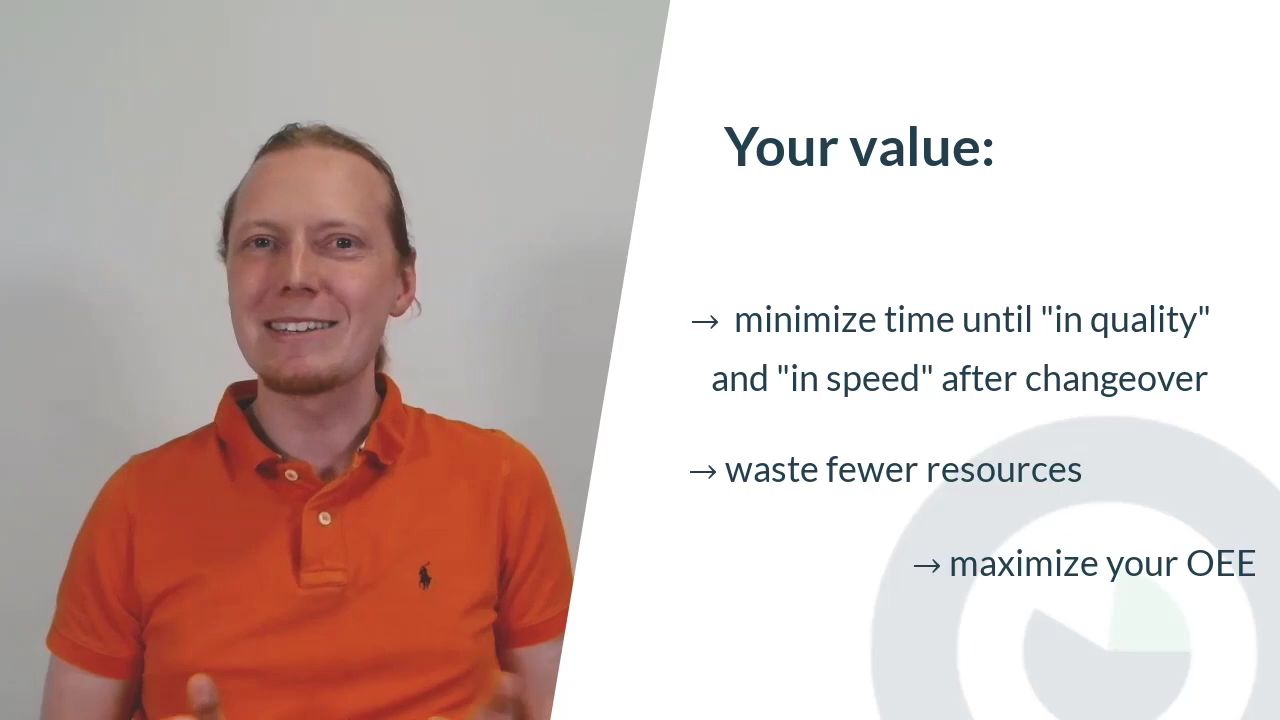 Your value:
→ minimize time until "in quality"
and "in speed" after changeover
→ waste fewer resources
→ maximize your OEE